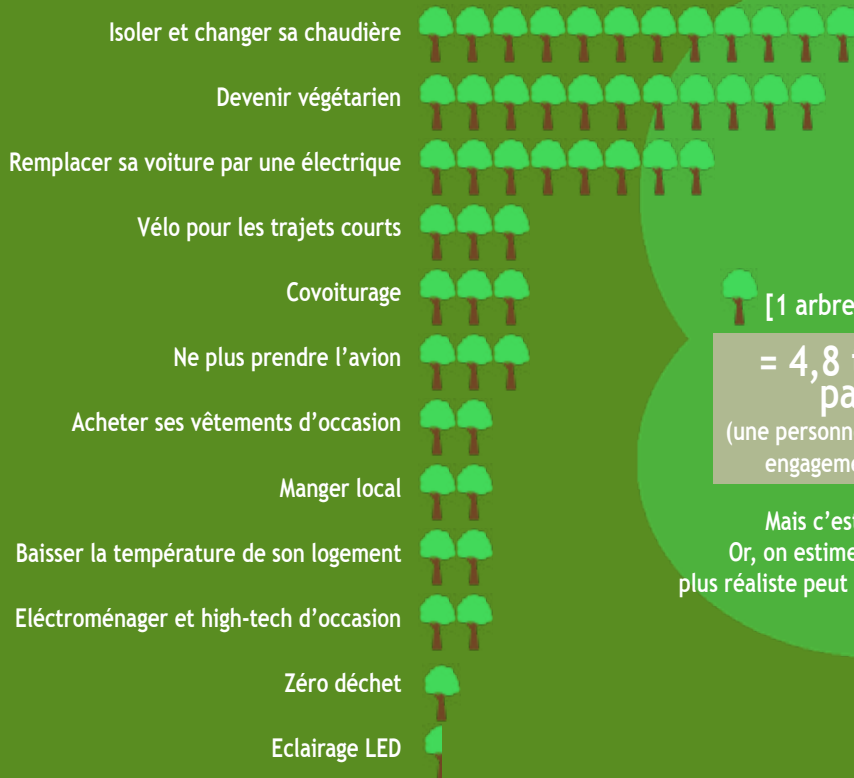 Isoler et changer sa chaudière
Devenir végétarien
Remplacer sa voiture par une électrique
Vélo pour les trajets courts
Covoiturage
Ne plus prendre l’avion
Acheter ses vêtements d’occasion
Manger local
Baisser la température de son logement
Eléctroménager et high-tech d’occasion
Zéro déchet
Eclairage LED
[1 arbre
= 4,8
pa
(une personn
engageme
Mais c’est
Or, on estime
plus réaliste peut